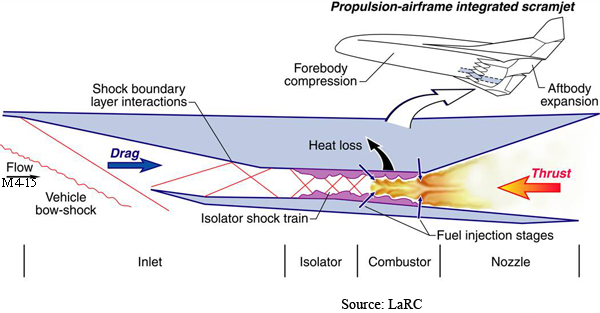 Propulsion-airframe integrated scramjet
Forebody
compression
Aftbody
expansion
Shock boundary
layer interactions
Heat loss
Drag
Flow
M4-15
Vehicle
bow-shock
Thrust
Isolator shock train
Fuel injection stages
Inlet
Isolator
Combustor
Nozzle
Source: LaRC